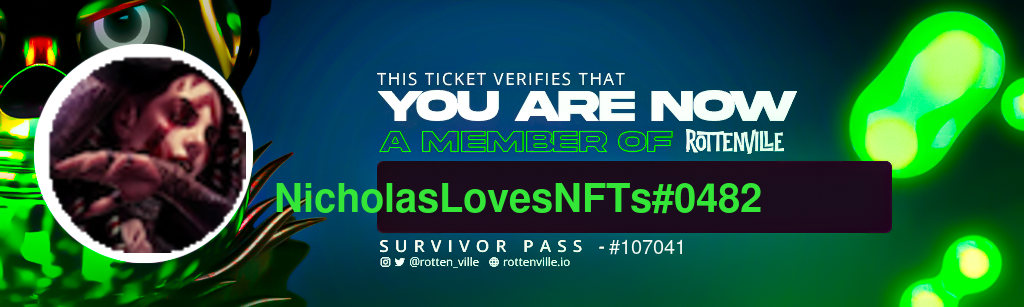 THIS TICKET VERIFIES THAT
YOU ARE NOW
A MEMBER OF ROTTENVILLE
NicholasLovesNFTs#0482
SURVIVOR PASS - #107041
@rotten_ville rottenville.io